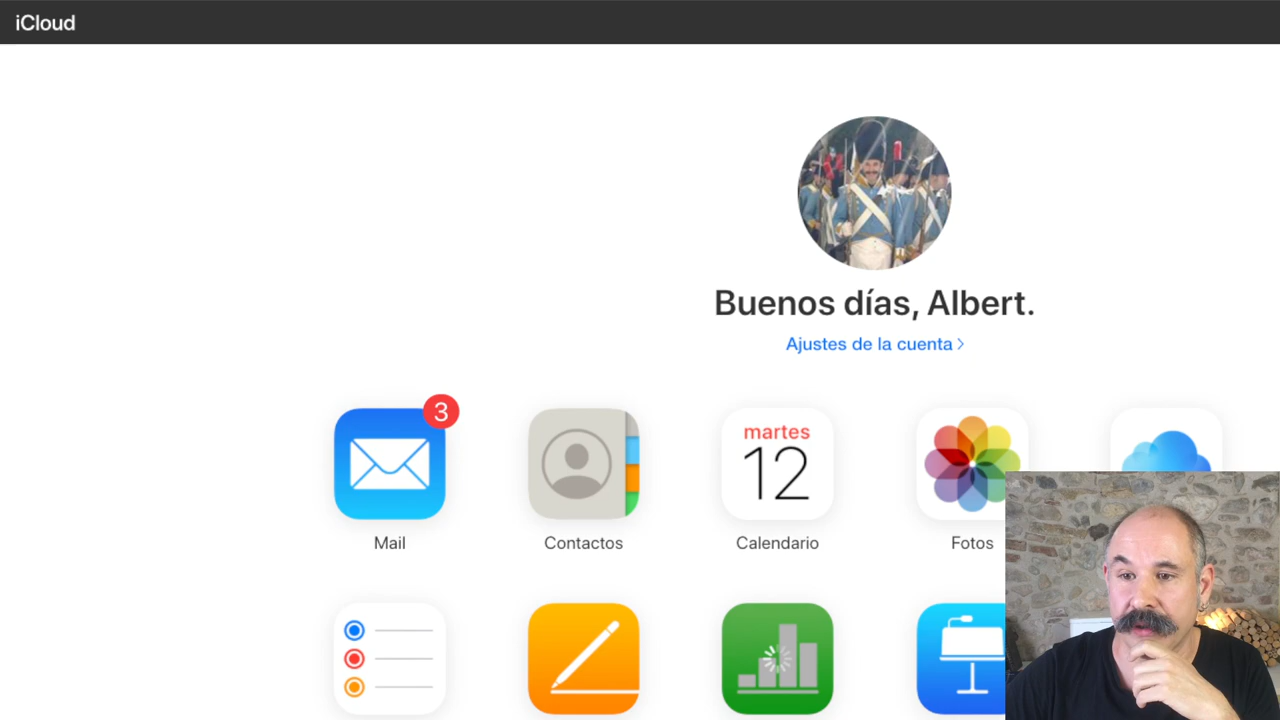 iCloud
Buenos días, Albert.
Ajustes de la cuenta >
3
martes
12
Mail
Contactos
Calendario
Fotos